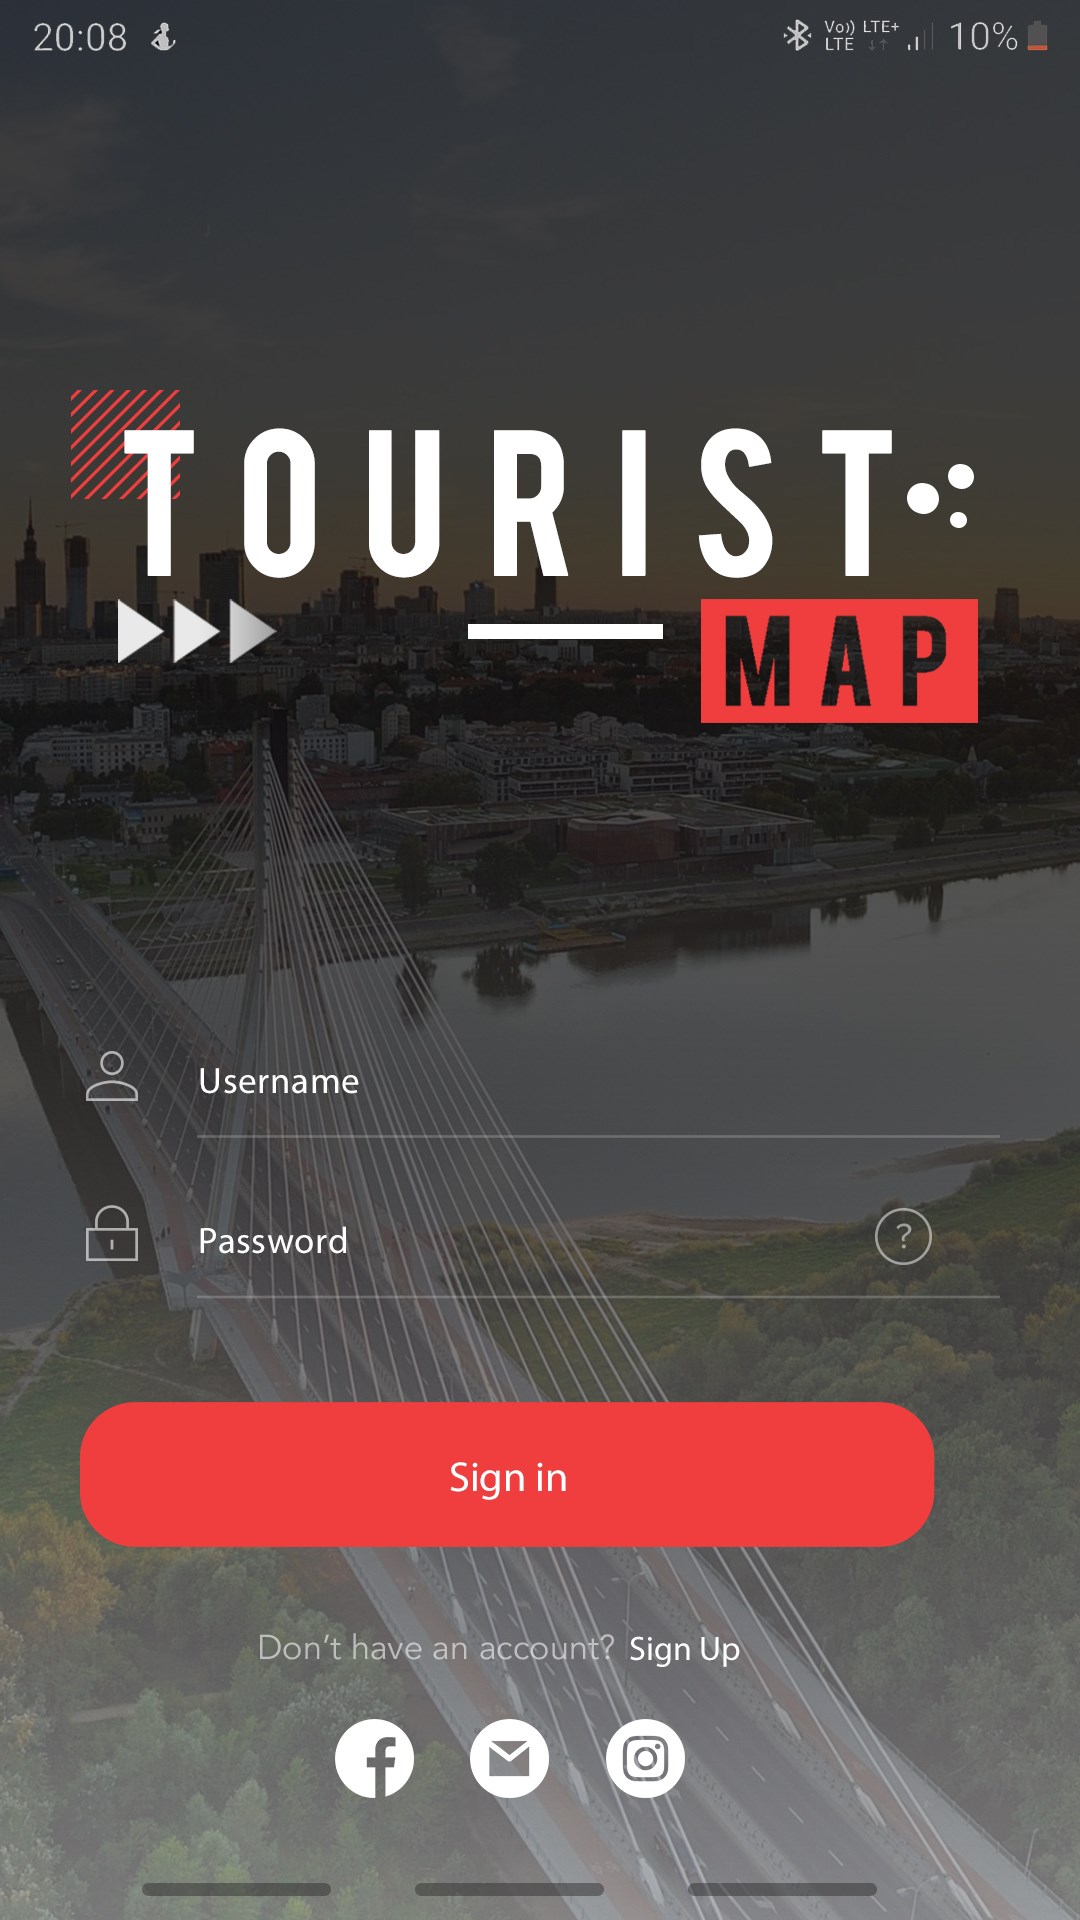 20:08 Vo)) LTE LTE+ 10%
TOURIST
MAP
Username
Password ?
Sign in
Don't have an account? Sign Up